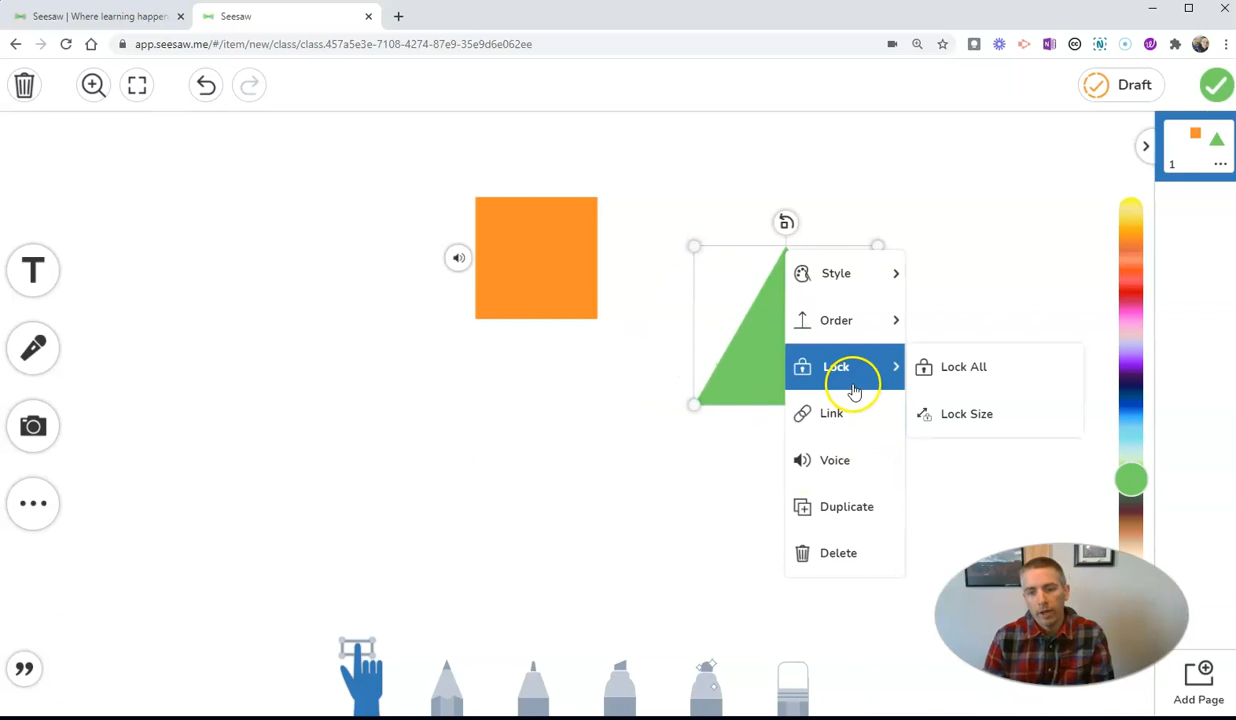 Seesaw | Where learning happen
Seesaw
app.seesaw.me/#/item/new/class/class.457a5e3e-7108-4274-87e9-35e9d6e062ee
Draft
1
T
Style
Order
Lock
Lock All
Link
Lock Size
Voice
Duplicate
Delete
Add Page